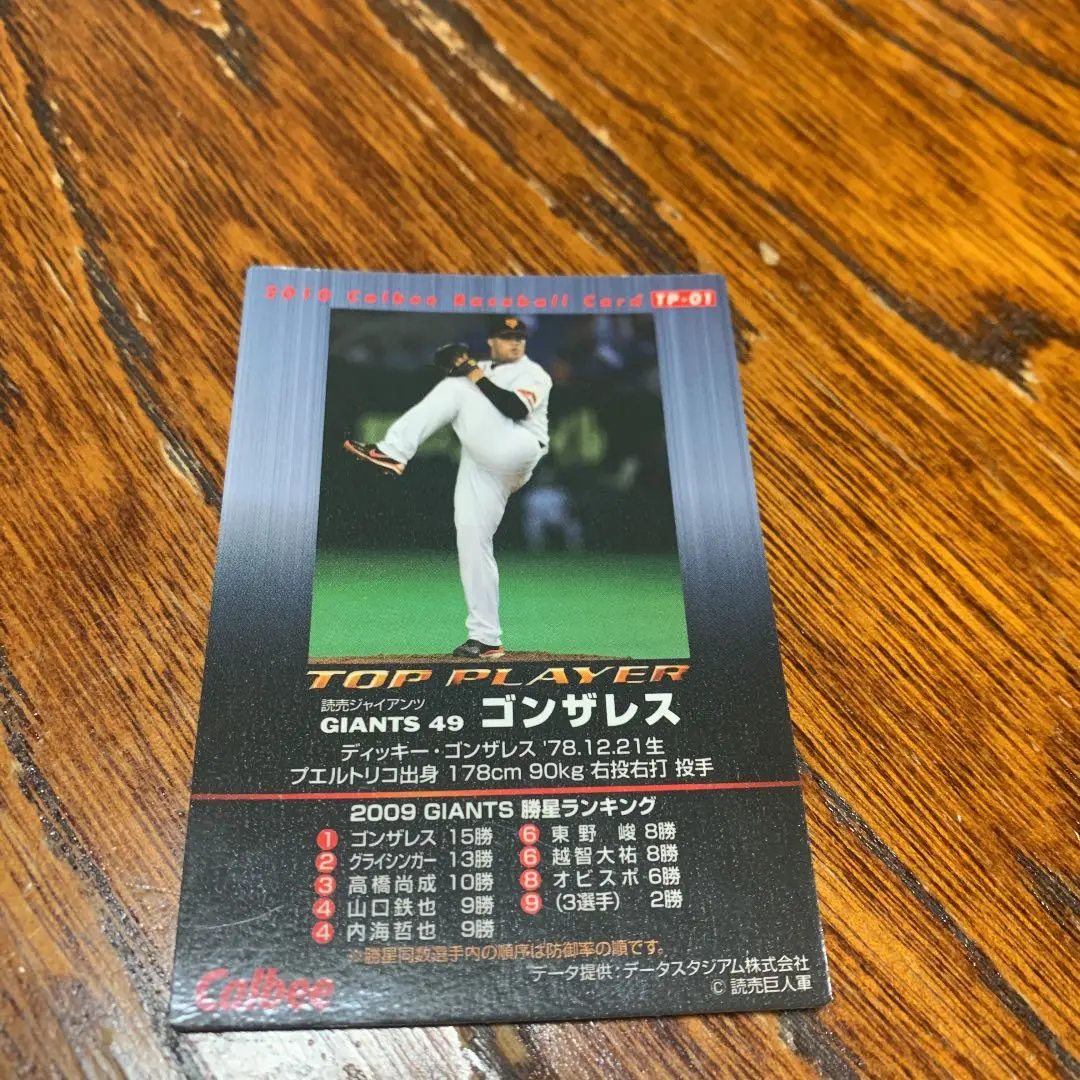 2010 Calbee Baseball Card TP-01
TOP PLAYER
読売ジャイアンツ
GIANTS 49 ゴンザレス
ディッキー・ゴンザレス '78.12.21生
プエルトリコ出身 178cm 90kg 右投右打 投手
2009 GIANTS 勝星ランキング
1 ゴンザレス 15勝
2 グライシンガー 13勝
3 高橋尚成 10勝
4 山口鉄也 9勝
4 内海哲也 9勝
6 東野 峻 8勝
6 越智大祐 8勝
8 オビスポ 6勝
9 (3選手) 2勝
※勝星同数選手内の順序は防御率の順です。
Calbee
データ提供:データスタジアム株式会社
© 読売巨人軍